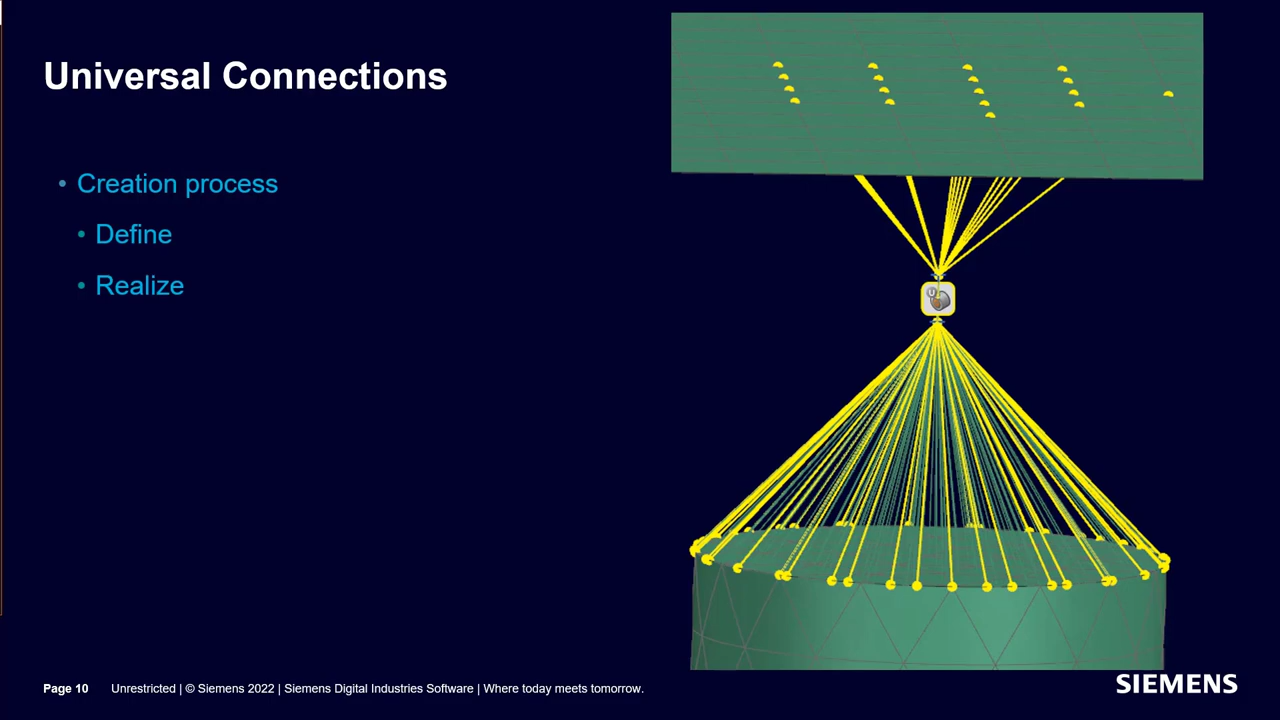 Universal Connections
• Creation process
• Define
• Realize
Page 10 Unrestricted | © Siemens 2022 | Siemens Digital Industries Software | Where today meets tomorrow.
SIEMENS